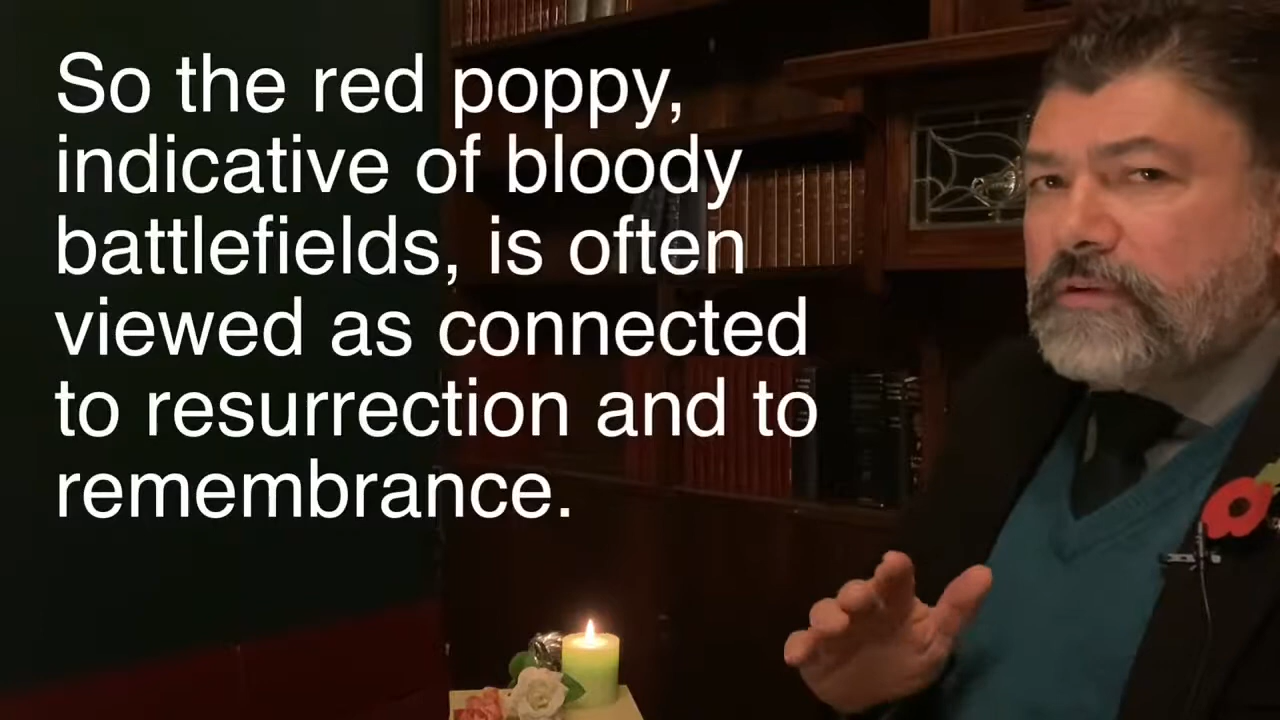 So the red poppy,
indicative of bloody
battlefields, is often
viewed as connected
to resurrection and to
remembrance.